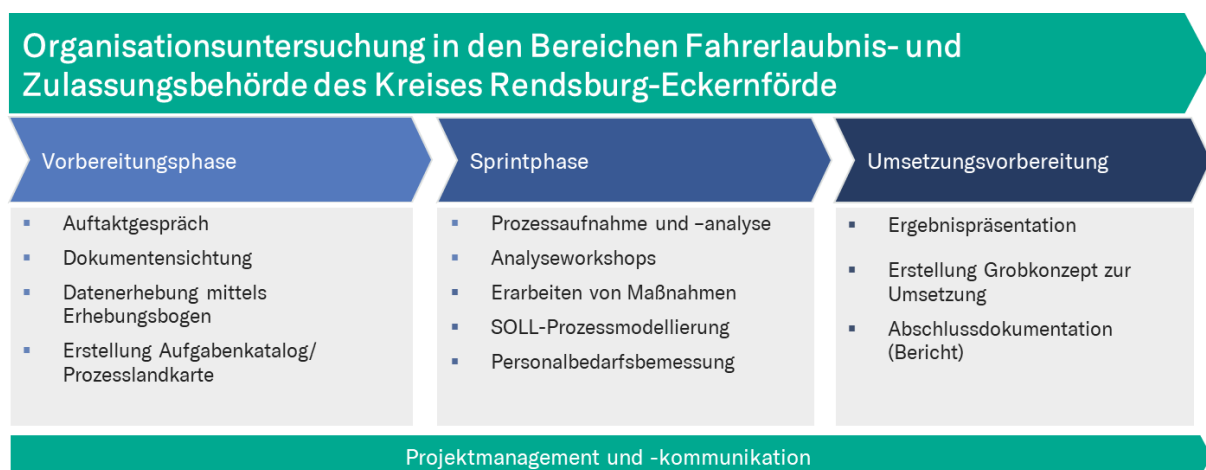 Organisationsuntersuchung in den Bereichen Fahrerlaubnis- und
Zulassungsbehörde des Kreises Rendsburg-Eckernförde
Vorbereitungsphase
▪ Auftaktgespräch
▪ Dokumentensichtung
▪ Datenerhebung mittels
Erhebungsbogen
▪ Erstellung Aufgabenkatalog/
Prozesslandkarte
Sprintphase
▪ Prozessaufnahme und –analyse
▪ Analyseworkshops
▪ Erarbeiten von Maßnahmen
▪ SOLL-Prozessmodellierung
▪ Personalbedarfsbemessung
Umsetzungsvorbereitung
▪ Ergebnispräsentation
▪ Erstellung Grobkonzept zur
Umsetzung
▪ Abschlussdokumentation
(Bericht)
Projektmanagement und -kommunikation